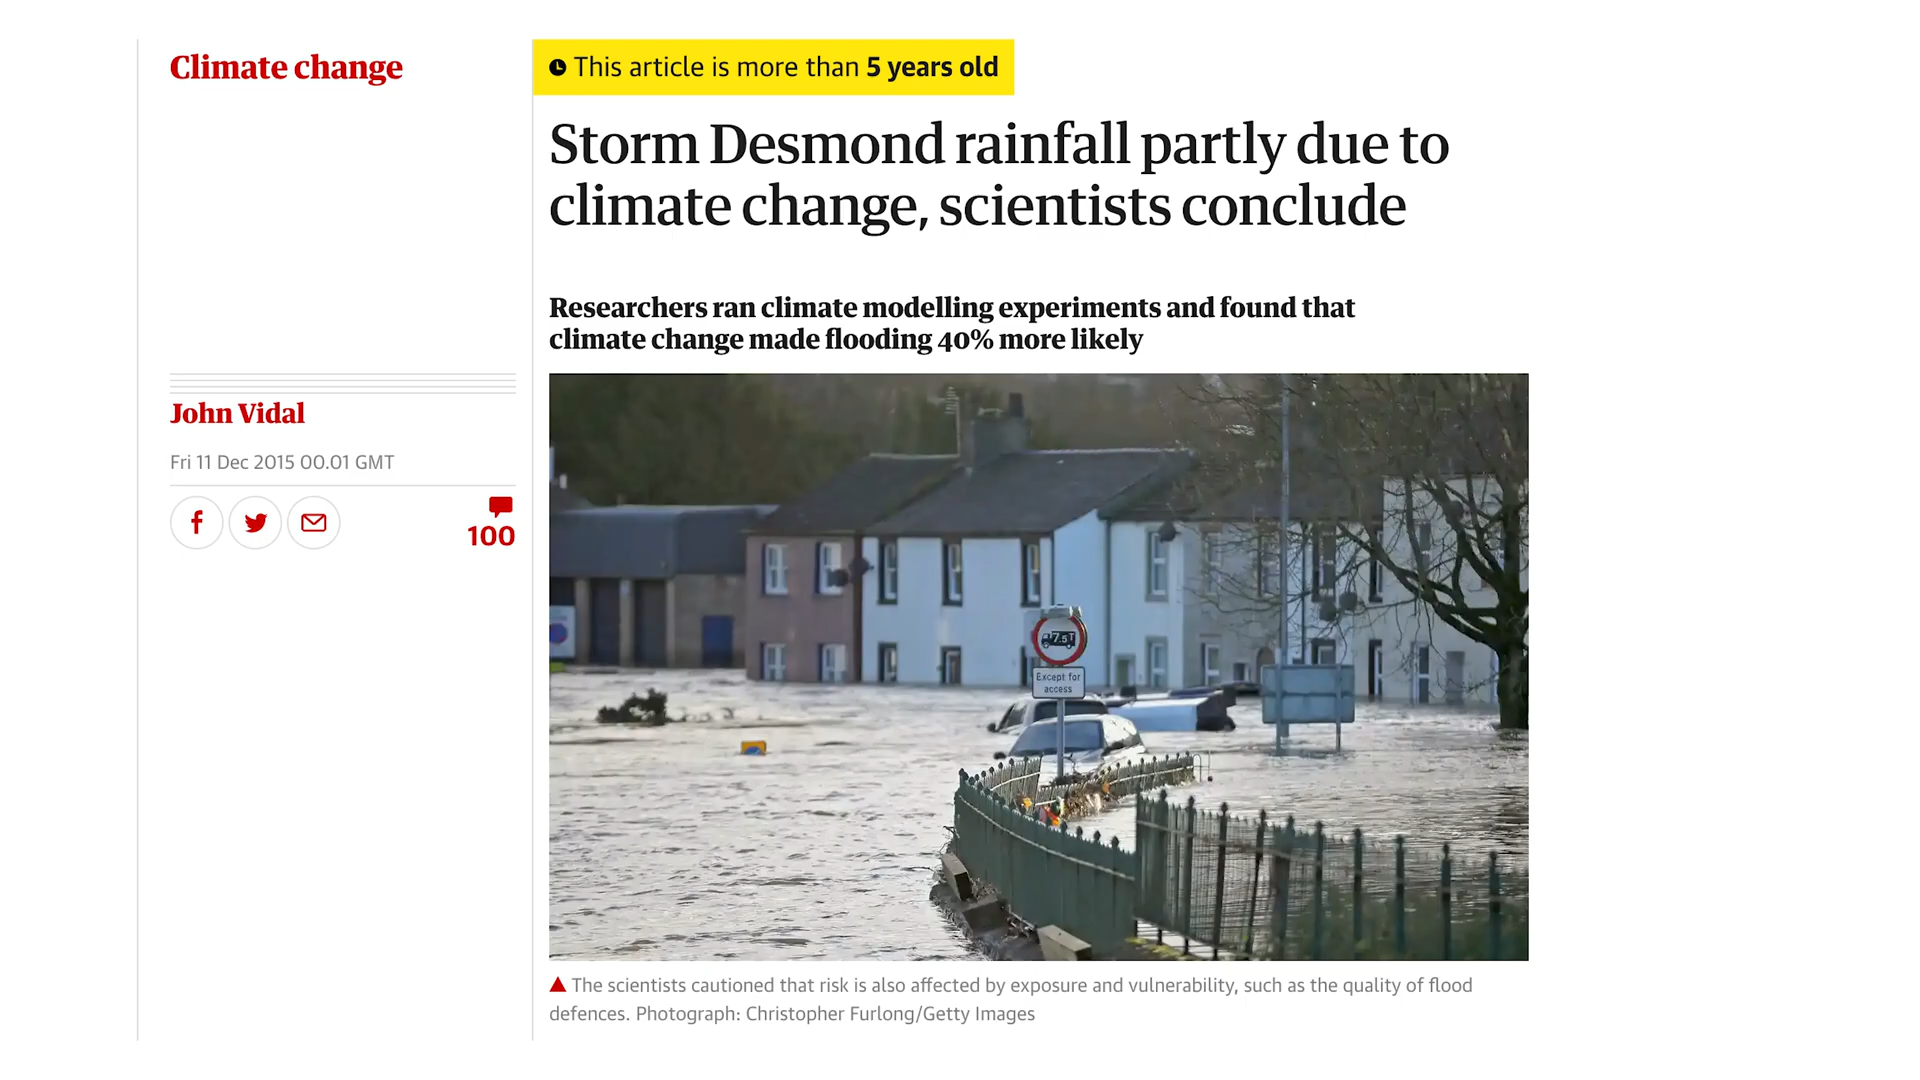 Climate change
This article is more than 5 years old
Storm Desmond rainfall partly due to
climate change, scientists conclude
Researchers ran climate modelling experiments and found that
climate change made flooding 40% more likely
John Vidal
Fri 11 Dec 2015 00.01 GMT
100
7.5T
Except for
access
The scientists cautioned that risk is also affected by exposure and vulnerability, such as the quality of flood
defences. Photograph: Christopher Furlong/Getty Images